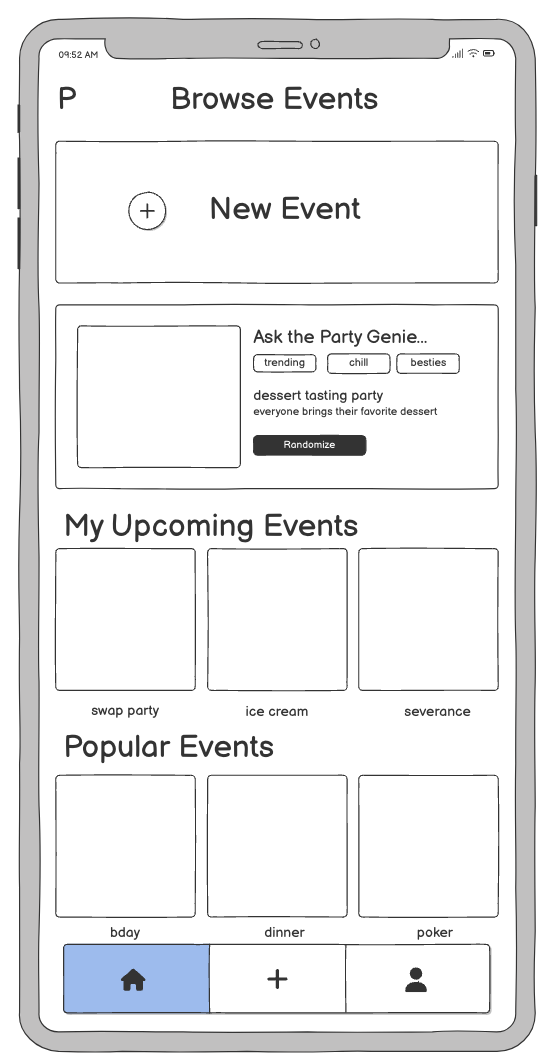 09:52 AM
P
Browse Events
New Event
Ask the Party Genie...
trending
chill
besties
dessert tasting party
everyone brings their favorite dessert
Randomize
My Upcoming Events
swap party
ice cream
severance
Popular Events
bday
dinner
poker